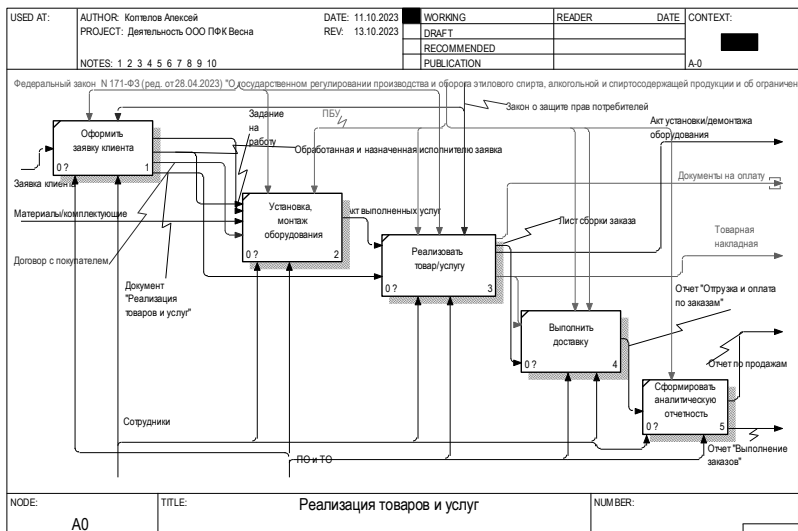 USED AT:
AUTHOR: Коптелов Алексей
DATE: 11.10.2023
WORKING
READER
DATE
CONTEXT:
PROJECT: Деятельность ООО ПФК Весна
REV: 13.10.2023
DRAFT
RECOMMENDED
NOTES: 1 2 3 4 5 6 7 8 9 10
PUBLICATION
A-0
Федеральный закон N 171-ФЗ (ред. от 28.04.2023) "О государственном регулировании производства и оборота этилового спирта, алкогольной и спиртосодержащей продукции и об ограничен
Задание
на
работу
ПБУ
Закон о защите прав потребителей
Акт установки/демонтажа
оборудования
Оформить
заявку клиента
0 ?
1
Обработанная и назначенная исполнителю заявка
Заявка клиента
Документы на оплату
Материалы/комплектующие
Установка,
монтаж
оборудования
0 ?
2
Акт выполненных услуг
Лист сборки заказа
Товарная
накладная
Договор с покупателем
Реализовать
товар/услугу
0 ?
3
Документ
"Реализация
товаров и услуг"
Отчет "Отгрузка и оплата
по заказам"
Выполнить
доставку
0 ?
4
Отчет по продажам
Сформировать
аналитическую
отчетность
0 ?
5
Сотрудники
ПО и ТО
Отчет "Выполнение
заказов"
NODE:
TITLE:
Реализация товаров и услуг
NUMBER:
A0